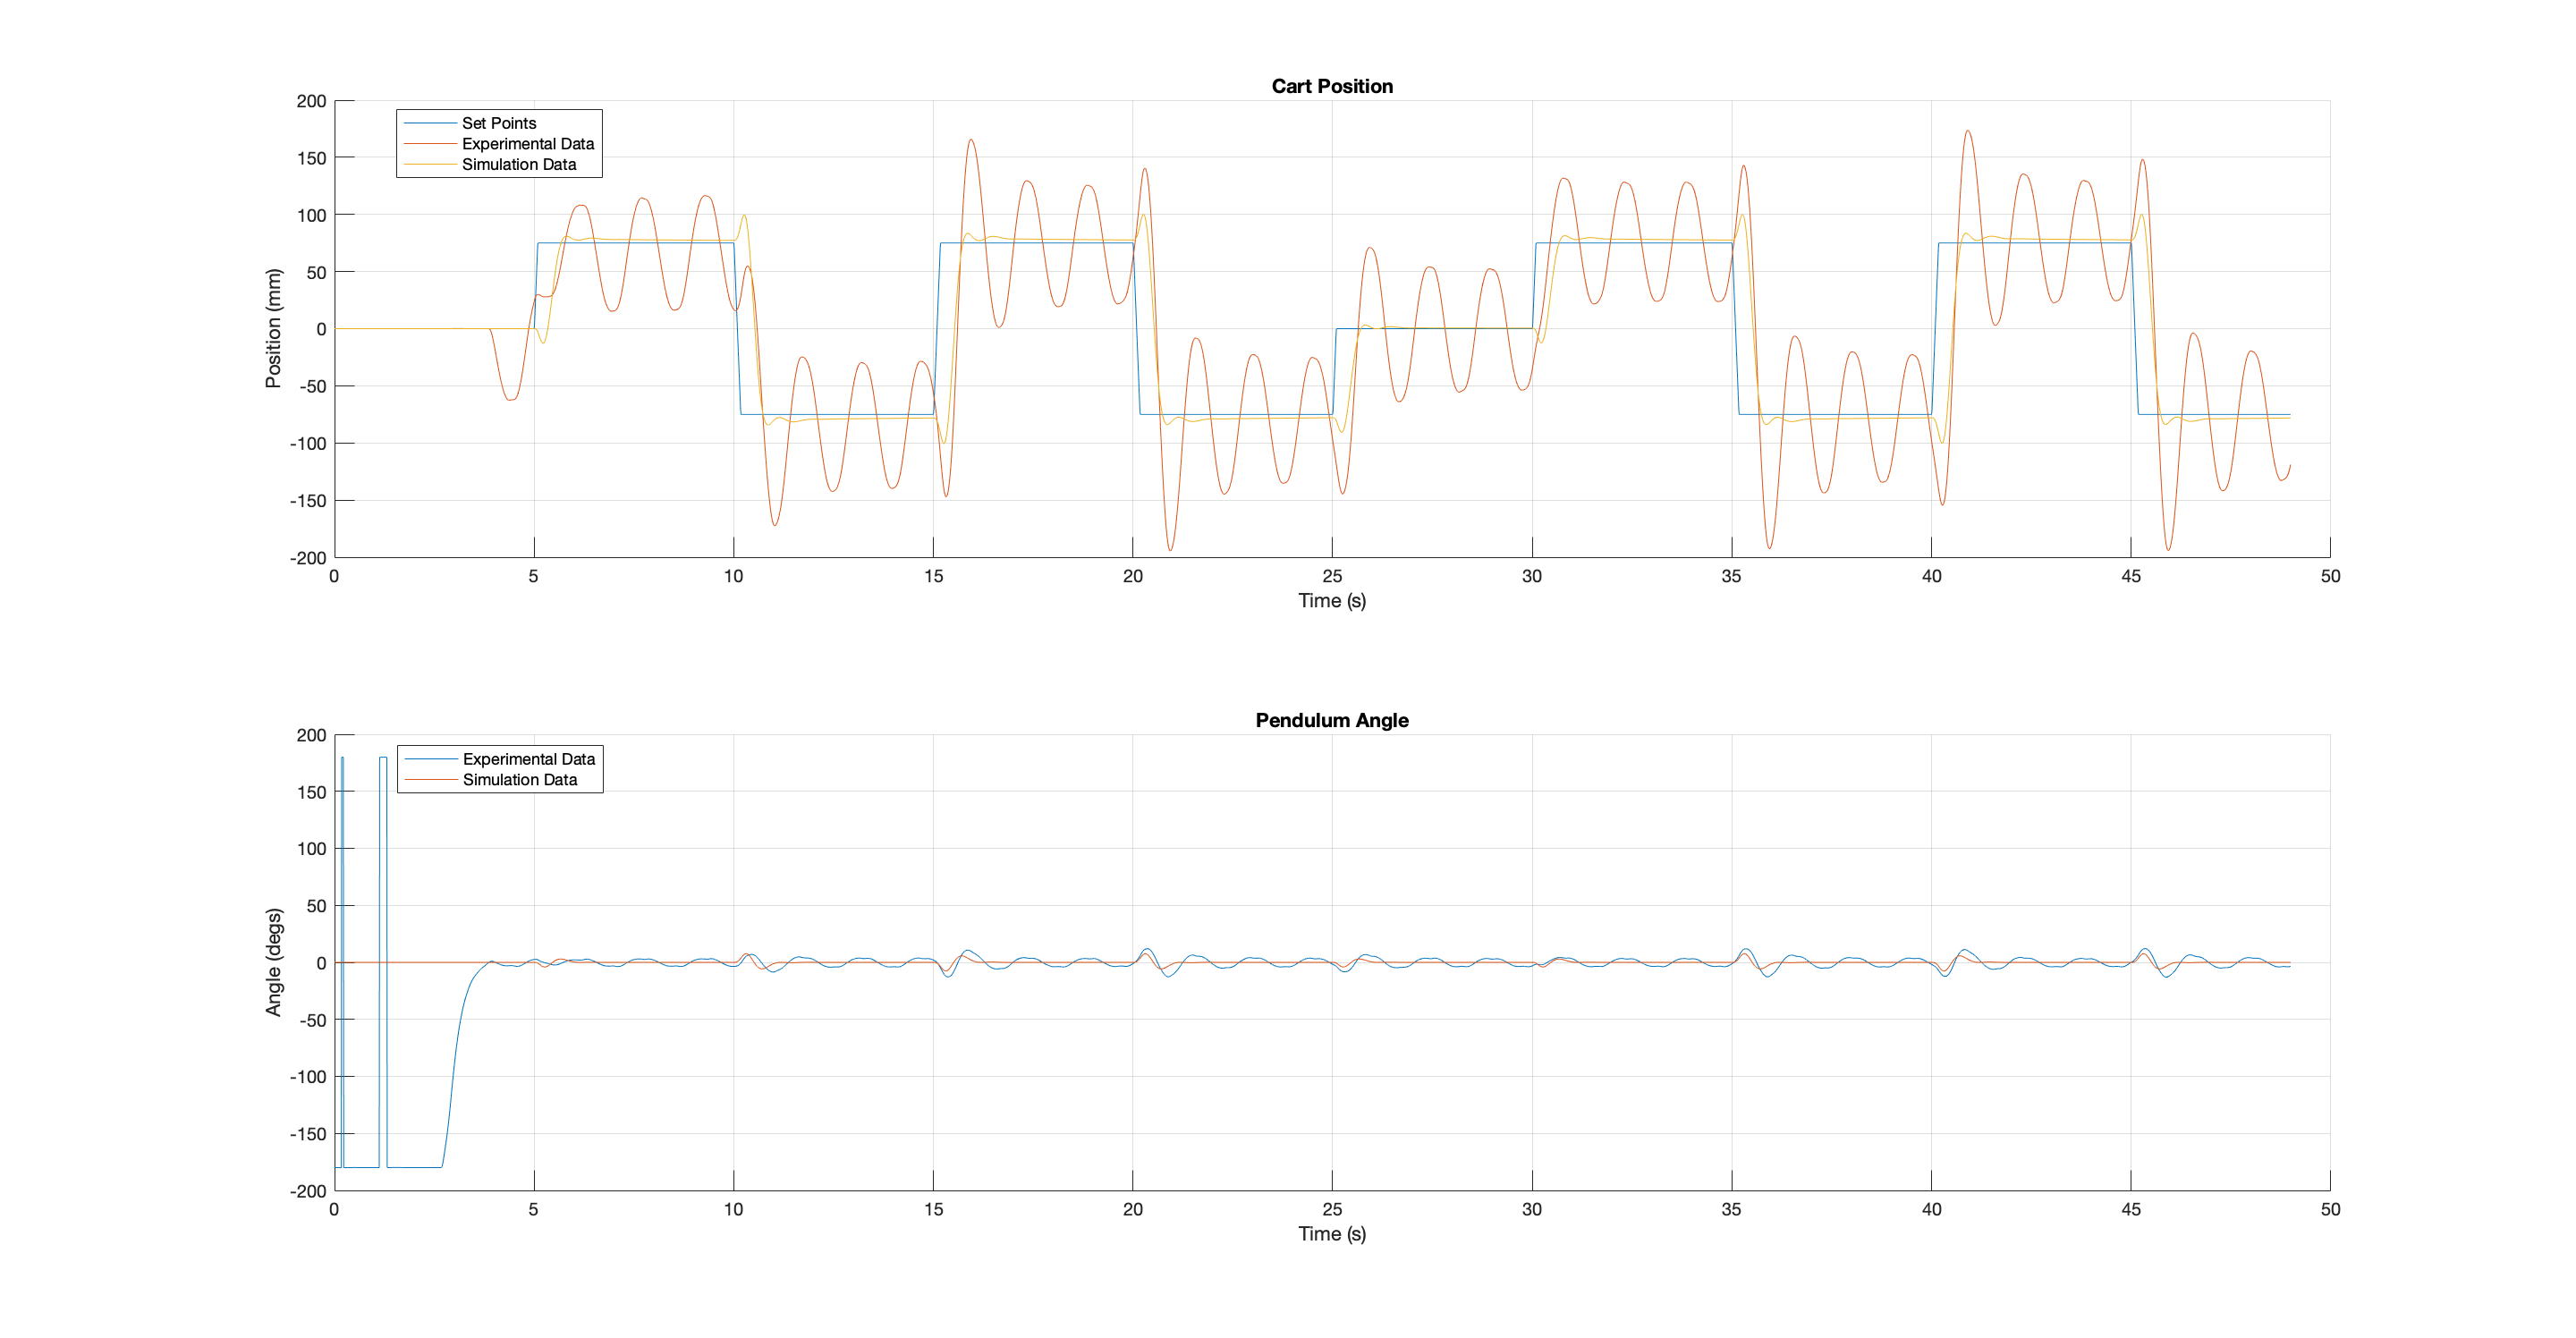 Cart Position
200
Set Points
Experimental Data
Simulation Data
150
100
50
0
-50
-100
-150
-200
Position (mm)
0 5 10 15 20 25 30 35 40 45 50
Time (s)
Pendulum Angle
200
Experimental Data
Simulation Data
150
100
50
0
-50
-100
-150
-200
Angle (degs)
0 5 10 15 20 25 30 35 40 45 50
Time (s)